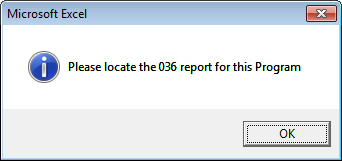 Microsoft Excel
Please locate the 036 report for this Program
OK